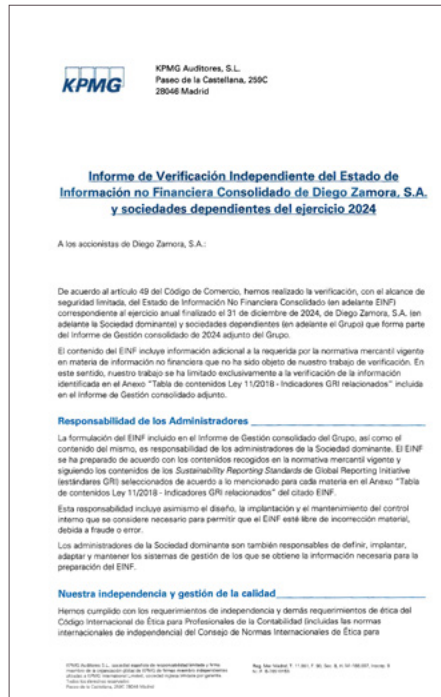 KPMG
KPMG Auditores, S.L.
Paseo de la Castellana, 259C
28046 Madrid
Informe de Verificación Independiente del Estado de
Información no Financiera Consolidado de Diego Zamora, S.A.
y sociedades dependientes del ejercicio 2024
A los accionistas de Diego Zamora, S.A.:
De acuerdo al artículo 49 del Código de Comercio, hemos realizado la verificación, con el alcance de
seguridad limitada, del Estado de Información No Financiera Consolidado (en adelante EINF)
correspondiente al ejercicio anual finalizado el 31 de diciembre de 2024, de Diego Zamora, S.A. (en
adelante la Sociedad dominante) y sociedades dependientes (en adelante el Grupo) que forma parte
del Informe de Gestión consolidado de 2024 adjunto del Grupo.
El contenido del EINF incluye información adicional a la requerida por la normativa mercantil vigente
en materia de información no financiera que no ha sido objeto de nuestro trabajo de verificación. En
este sentido, nuestro trabajo se ha limitado exclusivamente a la verificación de la información
identificada en el Anexo "Tabla de contenidos Ley 11/2018 - Indicadores GRI relacionados" incluida
en el Informe de Gestión consolidado adjunto.
Responsabilidad de los Administradores
La formulación del EINF incluido en el Informe de Gestión consolidado del Grupo, así como el
contenido del mismo, es responsabilidad de los administradores de la Sociedad dominante. El EINF
se ha preparado de acuerdo con los contenidos recogidos en la normativa mercantil vigente y
siguiendo los contenidos de los Sustainability Reporting Standards de Global Reporting Initiative
(estándares GRI) seleccionados de acuerdo a lo mencionado para cada materia en el Anexo "Tabla
de contenidos Ley 11/2018 - Indicadores GRI relacionados" del citado EINF.
Esta responsabilidad incluye asimismo el diseño, la implantación y el mantenimiento del control
interno que se considere necesario para permitir que el EINF esté libre de incorrección material,
debida a fraude o error.
Los administradores de la Sociedad dominante son también responsables de definir, implantar,
adaptar y mantener los sistemas de gestión de los que se obtiene la información necesaria para la
preparación del EINF.
Nuestra independencia y gestión de la calidad
Hemos cumplido con los requerimientos de independencia y demás requerimientos de ética del
Código Internacional de Ética para Profesionales de la Contabilidad (incluidas las normas
internacionales de independencia) del Consejo de Normas Internacionales de Ética para